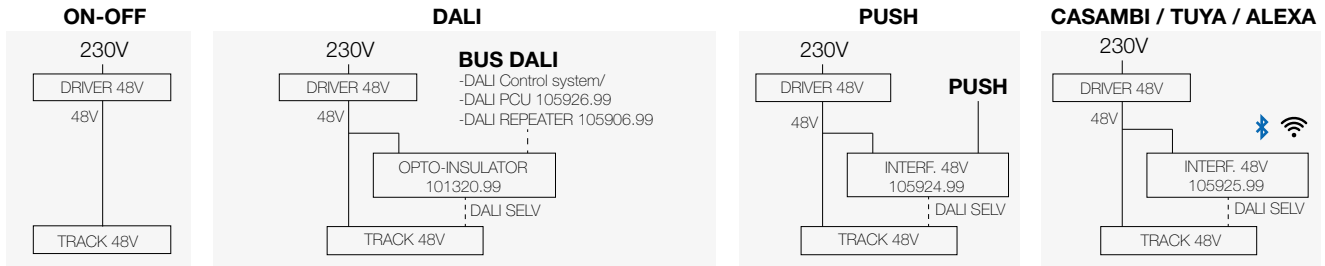 ON-OFF
230V
DRIVER 48V
48V
TRACK 48V
DALI
230V
DRIVER 48V
48V
BUS DALI
-DALI Control system/
-DALI PCU 105926.99
-DALI REPEATER 105906.99
OPTO-INSULATOR
101320.99
DALI SELV
TRACK 48V
PUSH
230V
DRIVER 48V
PUSH
48V
INTERF. 48V
105924.99
DALI SELV
TRACK 48V
CASAMBI / TUYA / ALEXA
230V
DRIVER 48V
48V
INTERF. 48V
105925.99
DALI SELV
TRACK 48V